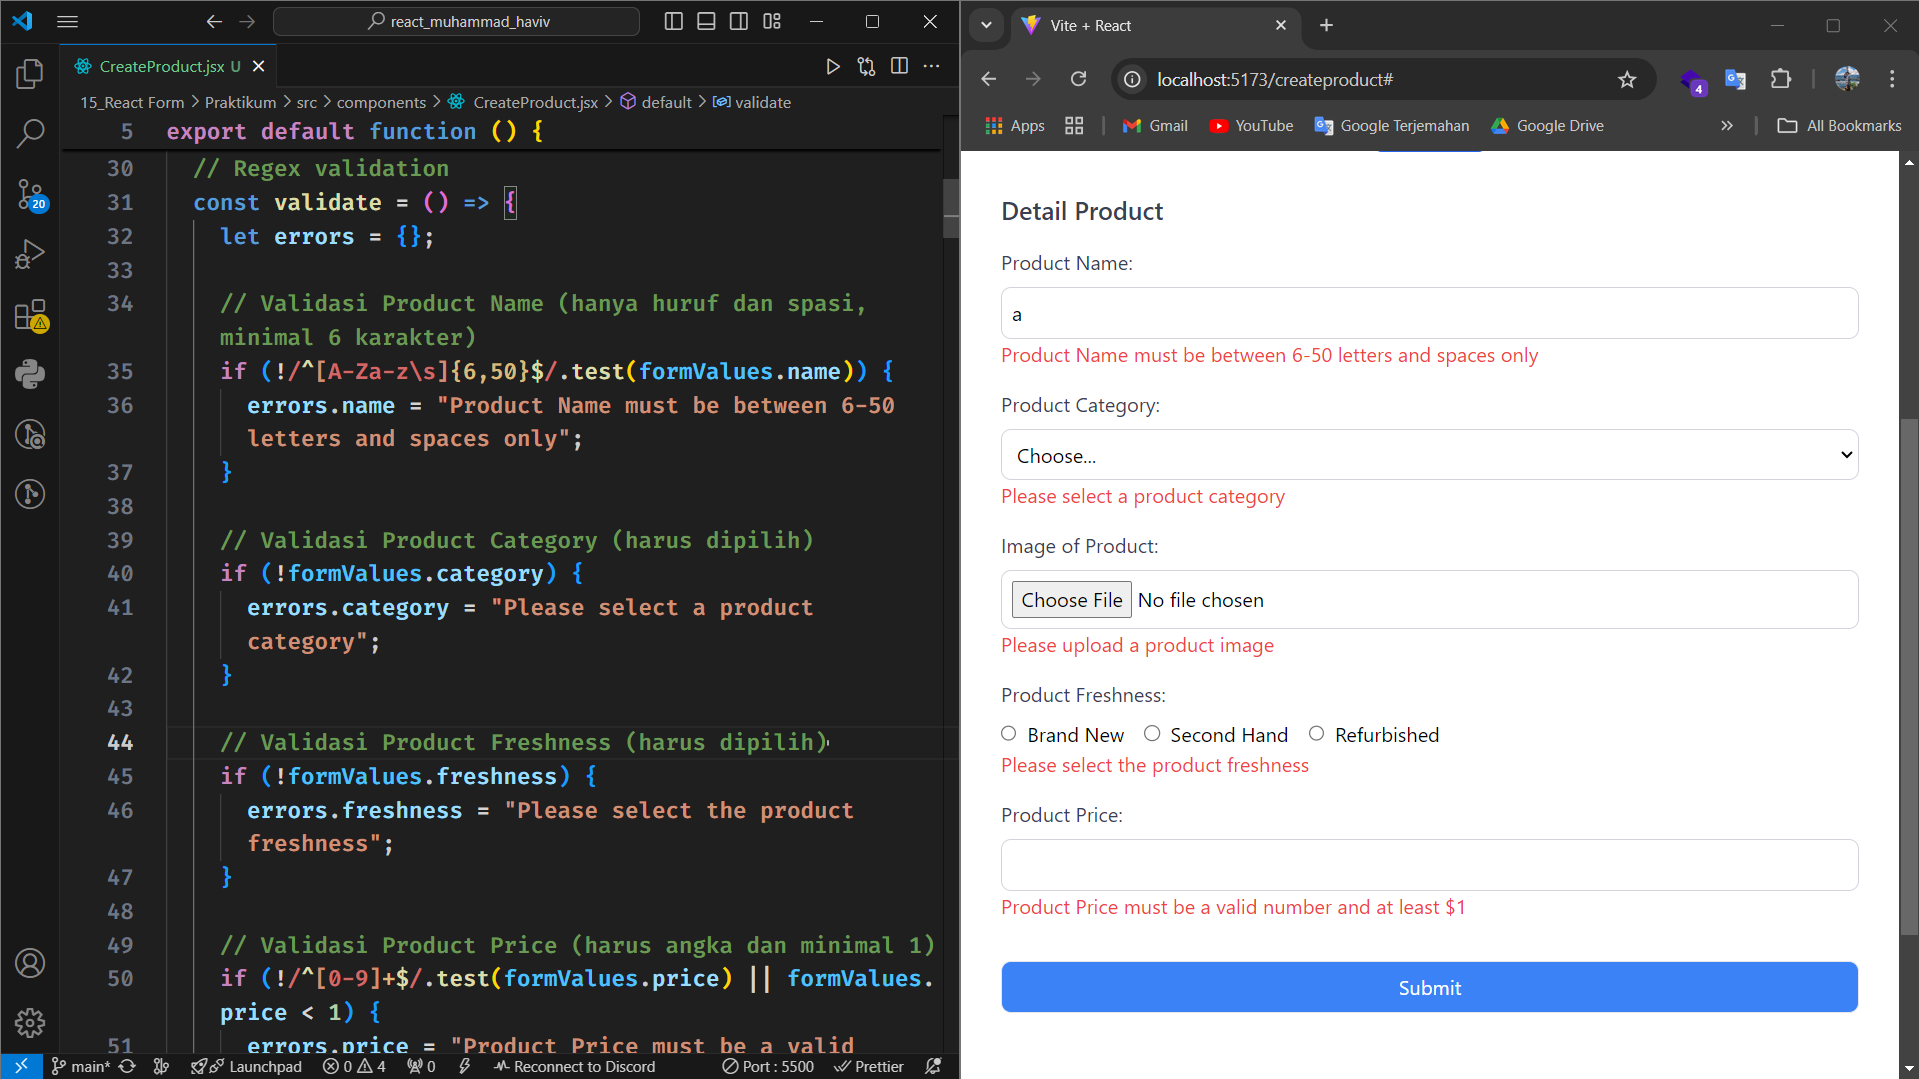 react_muhammad_haviv
CreateProduct.jsx U
15_React Form > Praktikum > src > components > CreateProduct.jsx > default > validate
5 export default function () {
30 // Regex validation
31 const validate = () => {
32 let errors = {};
33
34 // Validasi Product Name (hanya huruf dan spasi,
minimal 6 karakter)
35 if (!/^[A-Za-z\s]{6,50}$/.test(formValues.name)) {
36 errors.name = "Product Name must be between 6-50
letters and spaces only";
37 }
38
39 // Validasi Product Category (harus dipilih)
40 if (!formValues.category) {
41 errors.category = "Please select a product
category";
42 }
43
44 // Validasi Product Freshness (harus dipilih)
45 if (!formValues.freshness) {
46 errors.freshness = "Please select the product
freshness";
47 }
48
49 // Validasi Product Price (harus angka dan minimal 1)
50 if (!/^[0-9]+$/.test(formValues.price) || formValues.
price < 1) {
51 errors.price = "Product Price must be a valid
20
main* Launchpad 0 4 0 Reconnect to Discord Port : 5500 Prettier
Vite + React
localhost:5173/createproduct#
4
Apps Gmail YouTube Google Terjemahan Google Drive » All Bookmarks
Detail Product
Product Name:
a
Product Name must be between 6-50 letters and spaces only
Product Category:
Choose...
Please select a product category
Image of Product:
Choose File No file chosen
Please upload a product image
Product Freshness:
Brand New Second Hand Refurbished
Please select the product freshness
Product Price:
Product Price must be a valid number and at least $1
Submit